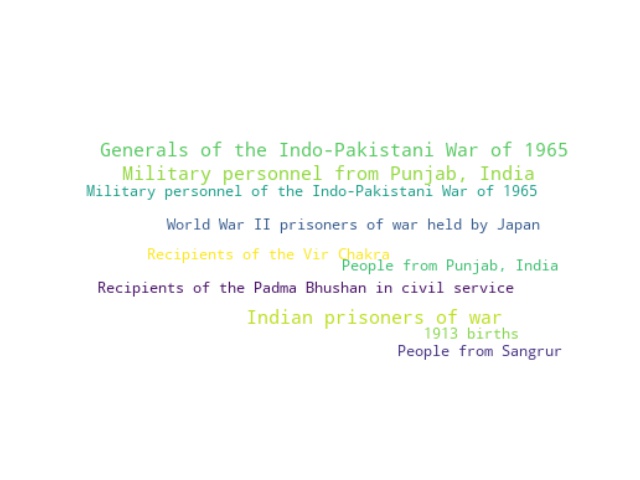 Generals of the Indo-Pakistani War of 1965
Military personnel from Punjab, India
Military personnel of the Indo-Pakistani War of 1965
World War II prisoners of war held by Japan
Recipients of the Vir Chakra
People from Punjab, India
Recipients of the Padma Bhushan in civil service
Indian prisoners of war
1913 births
People from Sangrur